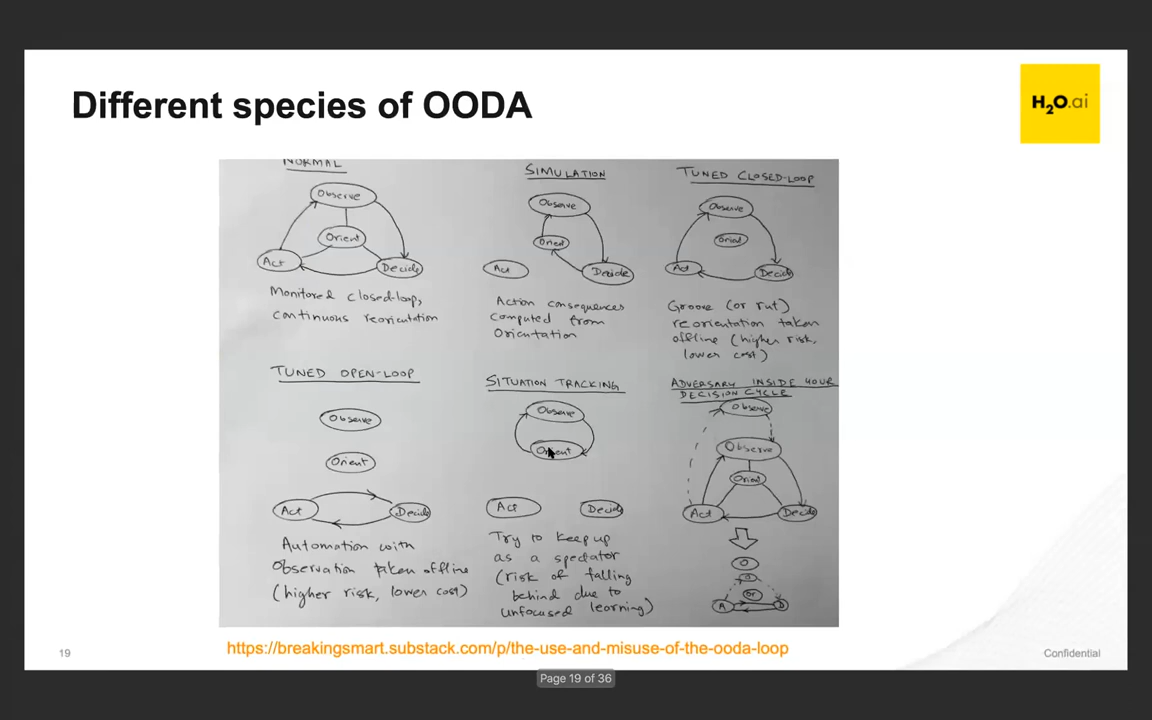 Different species of OODA
H2O.ai
NORMAL
Observe
Orient
Act
Decide
Monitored closed-loop,
continuous reorientation
SIMULATION
Observe
Orient
Act
Decide
Action consequences
computed from
Orientation
TUNED CLOSED-LOOP
Observe
Orient
Act
Decide
Groove (or rut)
reorientation taken
offline (higher risk,
lower cost)
TUNED OPEN-LOOP
Observe
Orient
Act
Decide
Automation with
Observation taken offline
(higher risk, lower cost)
SITUATION TRACKING
Observe
Orient
Act
Decide
Try to keep up
as a spectator
(risk of falling
behind due to
unfocused learning)
ADVERSARY INSIDE YOUR
DECISION CYCLE
Observe
Observe
Orient
Act
Decide
O
O
Or
A
D
https://breakingsmart.substack.com/p/the-use-and-misuse-of-the-ooda-loop
19
Confidential
Page 19 of 36